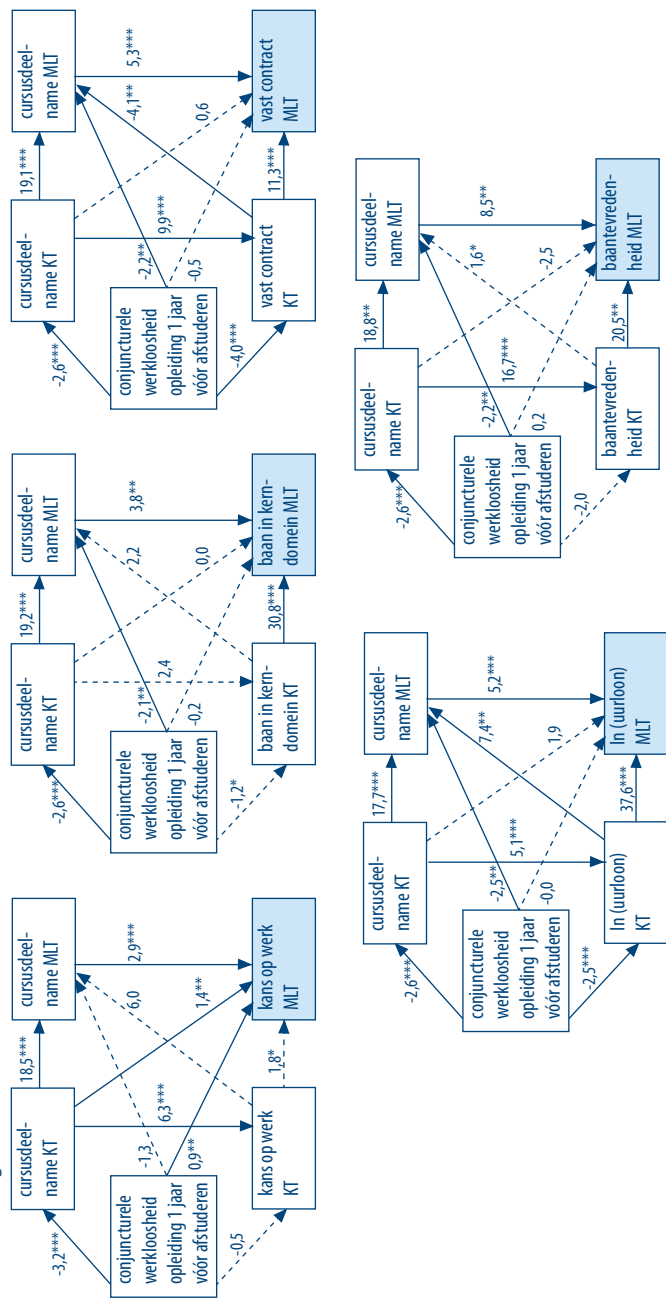 cursusdeel-
name KT
18,5***
cursusdeel-
name MLT
-3,2***
conjuncturele
werkloosheid
opleiding 1 jaar
vóór afstuderen
-1,3
0,9**
6,3***
6,0
1,4**
2,9***
-0,5
kans op werk
KT
1,8*
kans op werk
MLT
cursusdeel-
name KT
19,2***
cursusdeel-
name MLT
-2,6***
conjuncturele
werkloosheid
opleiding 1 jaar
vóór afstuderen
-2,1**
-0,2
2,4
2,2
0,0
3,8**
-1,2*
baan in kern-
domein KT
30,8***
baan in kern-
domein MLT
cursusdeel-
name KT
19,1***
cursusdeel-
name MLT
-2,6***
conjuncturele
werkloosheid
opleiding 1 jaar
vóór afstuderen
-2,2**
-0,5
9,9***
-4,1**
0,6
5,3***
-4,0***
vast contract
KT
11,3***
vast contract
MLT
cursusdeel-
name KT
17,7***
cursusdeel-
name MLT
-2,6***
conjuncturele
werkloosheid
opleiding 1 jaar
vóór afstuderen
-2,5**
-0,0
5,1***
7,4**
1,9
5,2***
-2,5***
ln (uurloon)
KT
37,6***
ln (uurloon)
MLT
cursusdeel-
name KT
18,8**
cursusdeel-
name MLT
-2,6***
conjuncturele
werkloosheid
opleiding 1 jaar
vóór afstuderen
-2,2**
0,2
16,7***
1,6*
-2,5
8,5**
-2,0
baantevreden-
heid KT
20,5**
baantevreden-
heid MLT